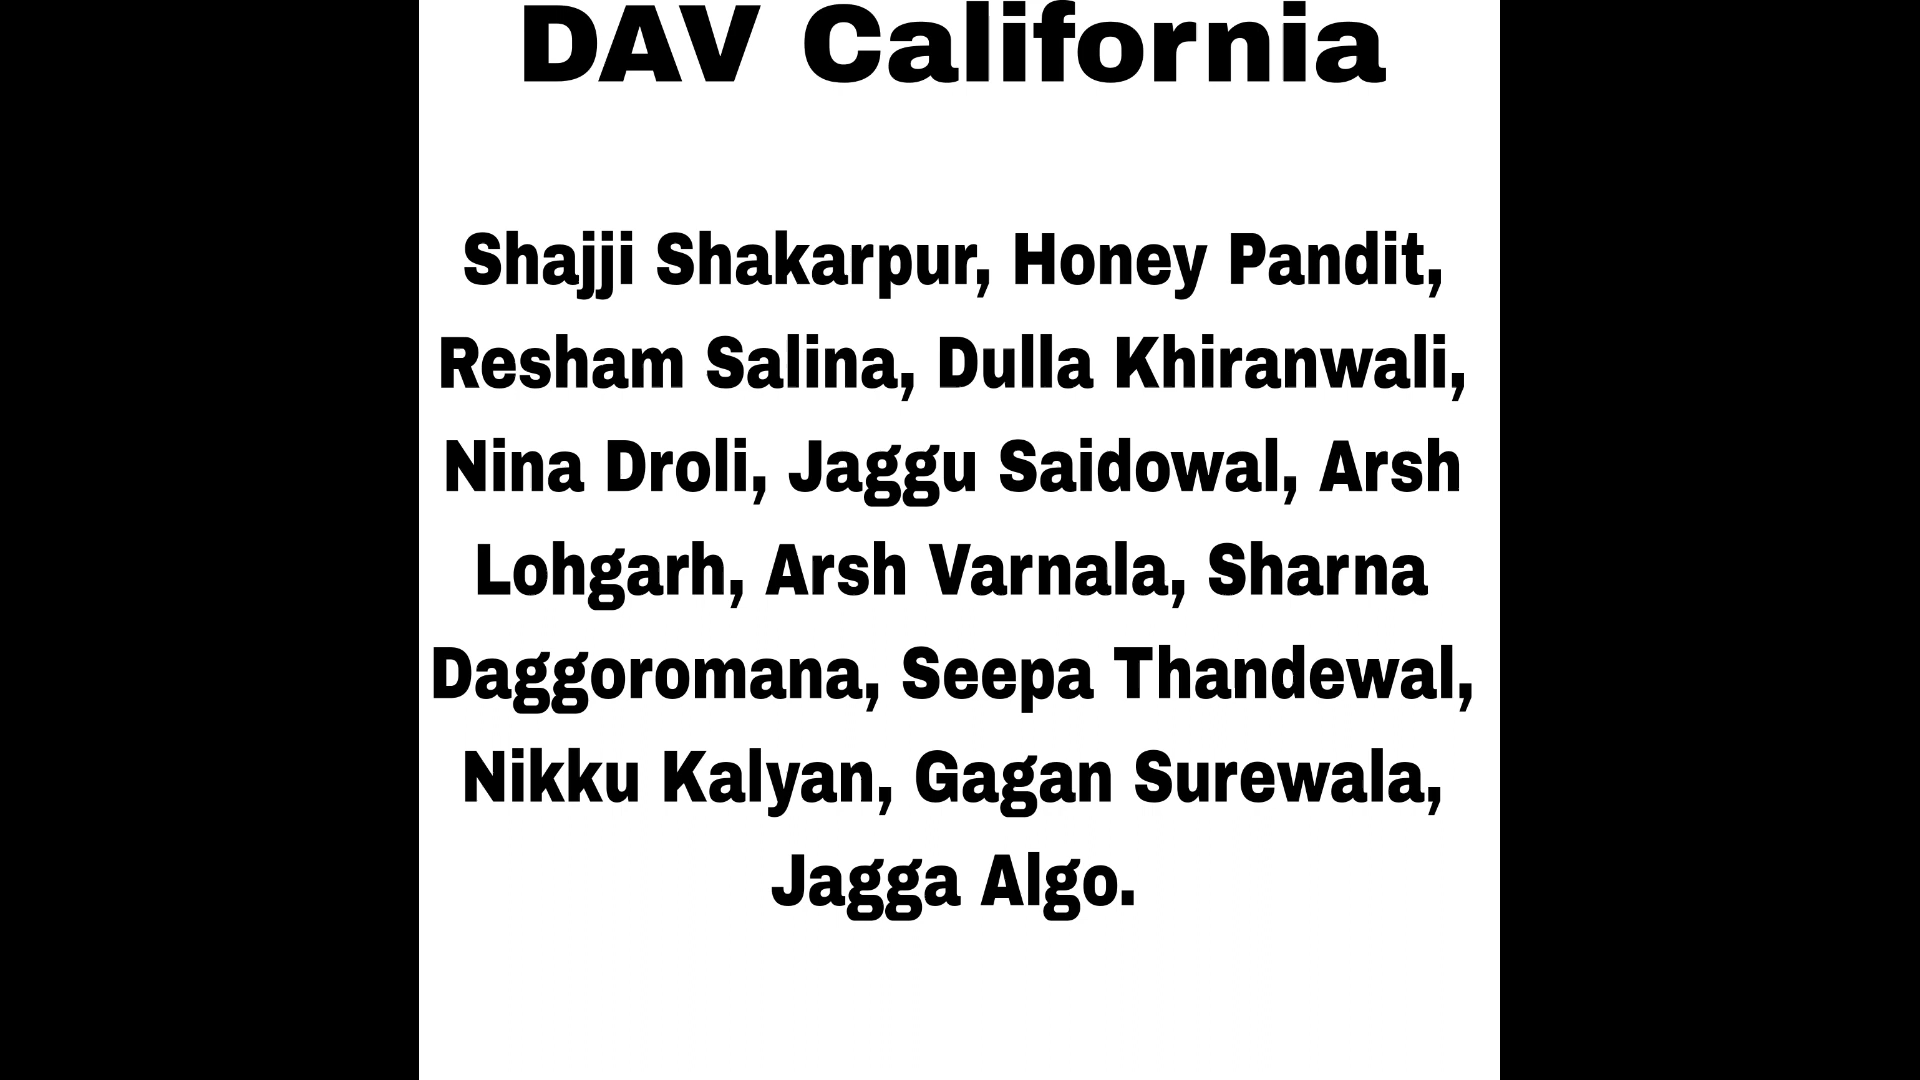 DAV California
Shajji Shakarpur, Honey Pandit,
Resham Salina, Dulla Khiranwali,
Nina Droli, Jaggu Saidowal, Arsh
Lohgarh, Arsh Varnala, Sharna
Daggoromana, Seepa Thandewal,
Nikku Kalyan, Gagan Surewala,
Jagga Algo.